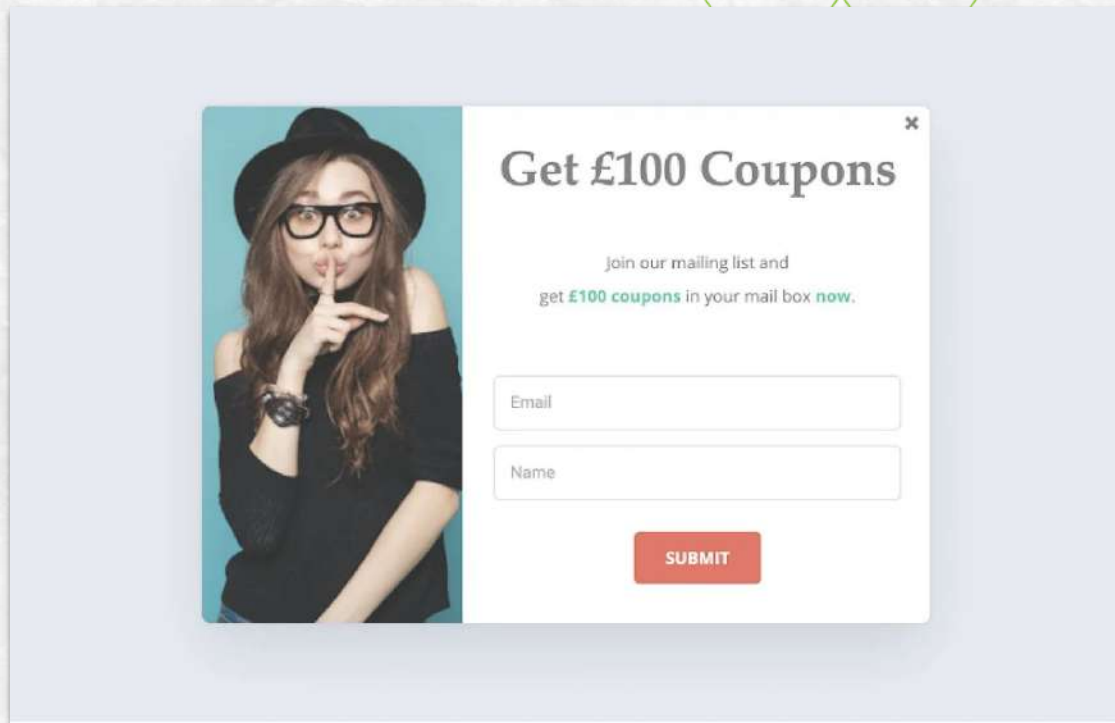 Get £100 Coupons
Join our mailing list and
get £100 coupons in your mail box now.
Email
Name
SUBMIT